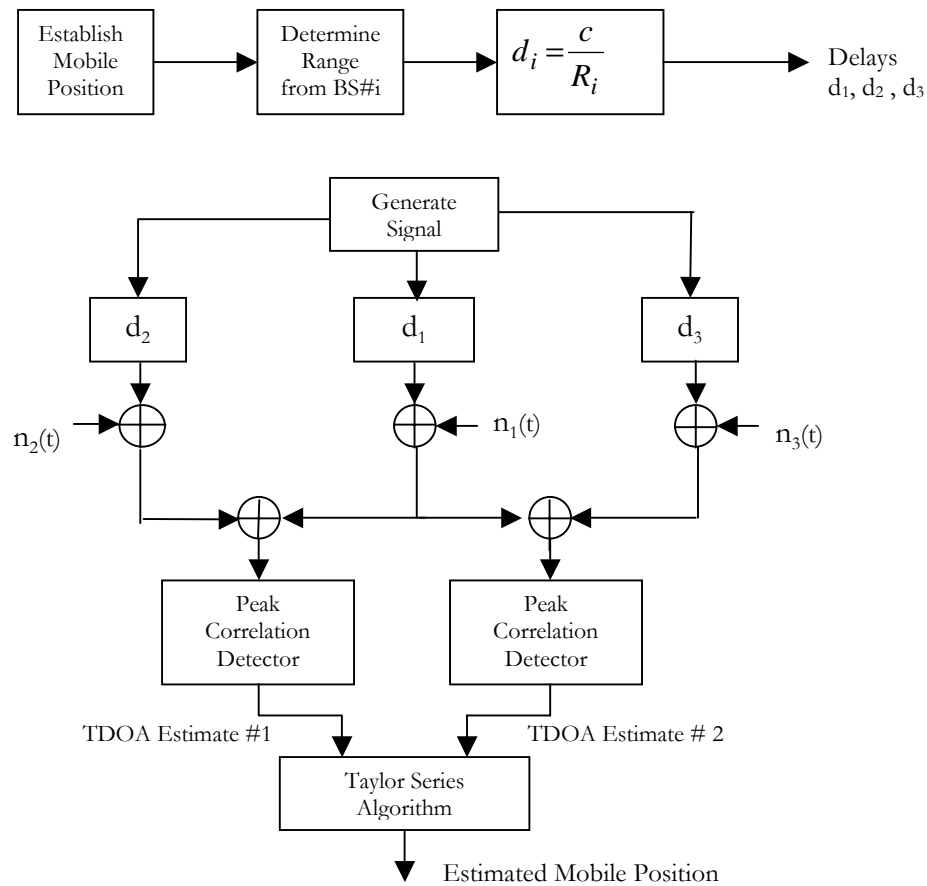 Establish
Mobile
Position
Determine
Range
from BS#i
d_i = c/R_i
Delays
d₁, d₂ , d₃
Generate
Signal
d₂
d₁
d₃
n₂(t)
n₁(t)
n₃(t)
Peak
Correlation
Detector
Peak
Correlation
Detector
TDOA Estimate #1
TDOA Estimate # 2
Taylor Series
Algorithm
Estimated Mobile Position